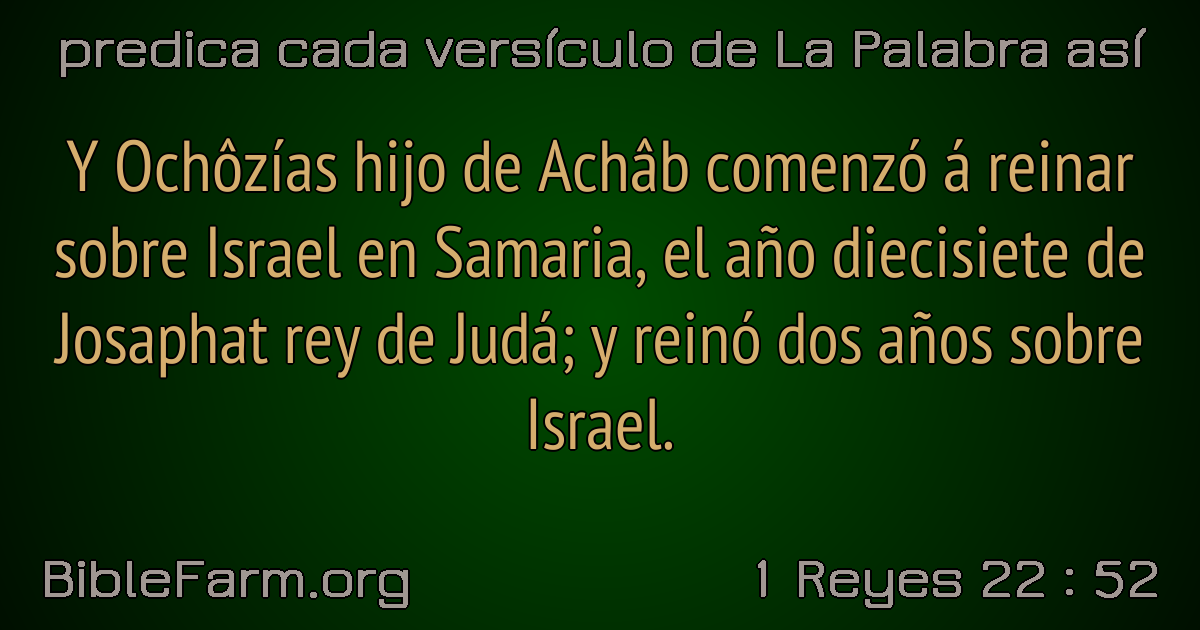 predica cada versículo de La Palabra así
Y Ochôzías hijo de Achâb comenzó á reinar
sobre Israel en Samaria, el año diecisiete de
Josaphat rey de Judá; y reinó dos años sobre
Israel.
BibleFarm.org
1 Reyes 22 : 52